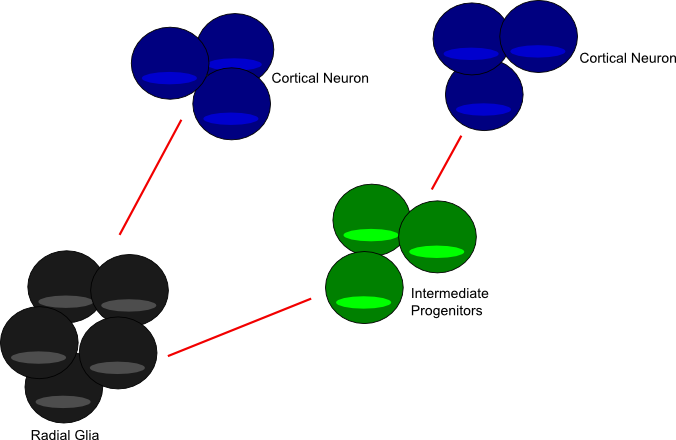 Cortical Neuron
Cortical Neuron
Intermediate
Progenitors
Radial Glia